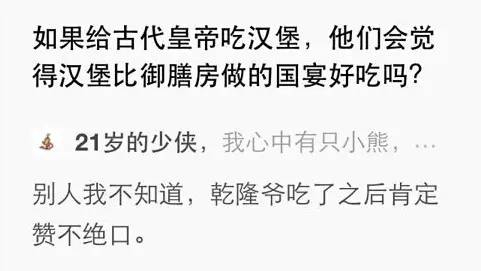 如果给古代皇帝吃汉堡，他们会觉
得汉堡比御膳房做的国宴好吃吗？
21岁的少侠，我心中有只小熊，…
别人我不知道，乾隆爷吃了之后肯定
赞不绝口。